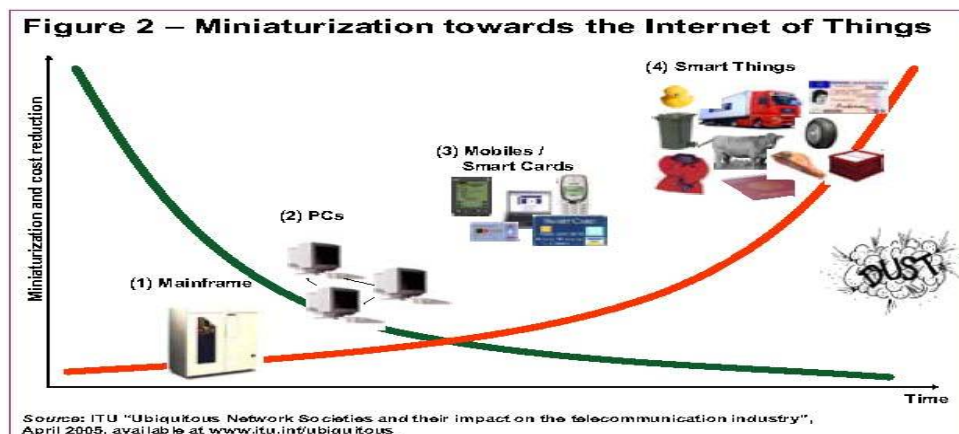 Figure 2 – Miniaturization towards the Internet of Things
Miniaturization and cost reduction
(1) Mainframe
(2) PCs
(3) Mobiles /
Smart Cards
SMART CARD
(4) Smart Things
DUST
Time
Source: ITU "Ubiquitous Network Societies and their impact on the telecommunication industry",
April 2005, available at www.itu.int/ubiquitous